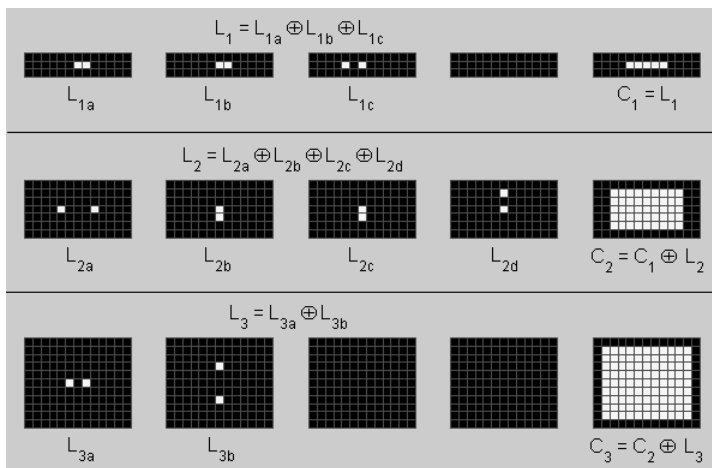 L₁ = L₁ₐ ⊕ L₁b ⊕ L₁c
L₁ₐ L₁b L₁c C₁ = L₁
L₂ = L₂ₐ ⊕ L₂b ⊕ L₂c ⊕ L₂d
L₂ₐ L₂b L₂c L₂d C₂ = C₁ ⊕ L₂
L₃ = L₃ₐ ⊕ L₃b
L₃ₐ L₃b C₃ = C₂ ⊕ L₃